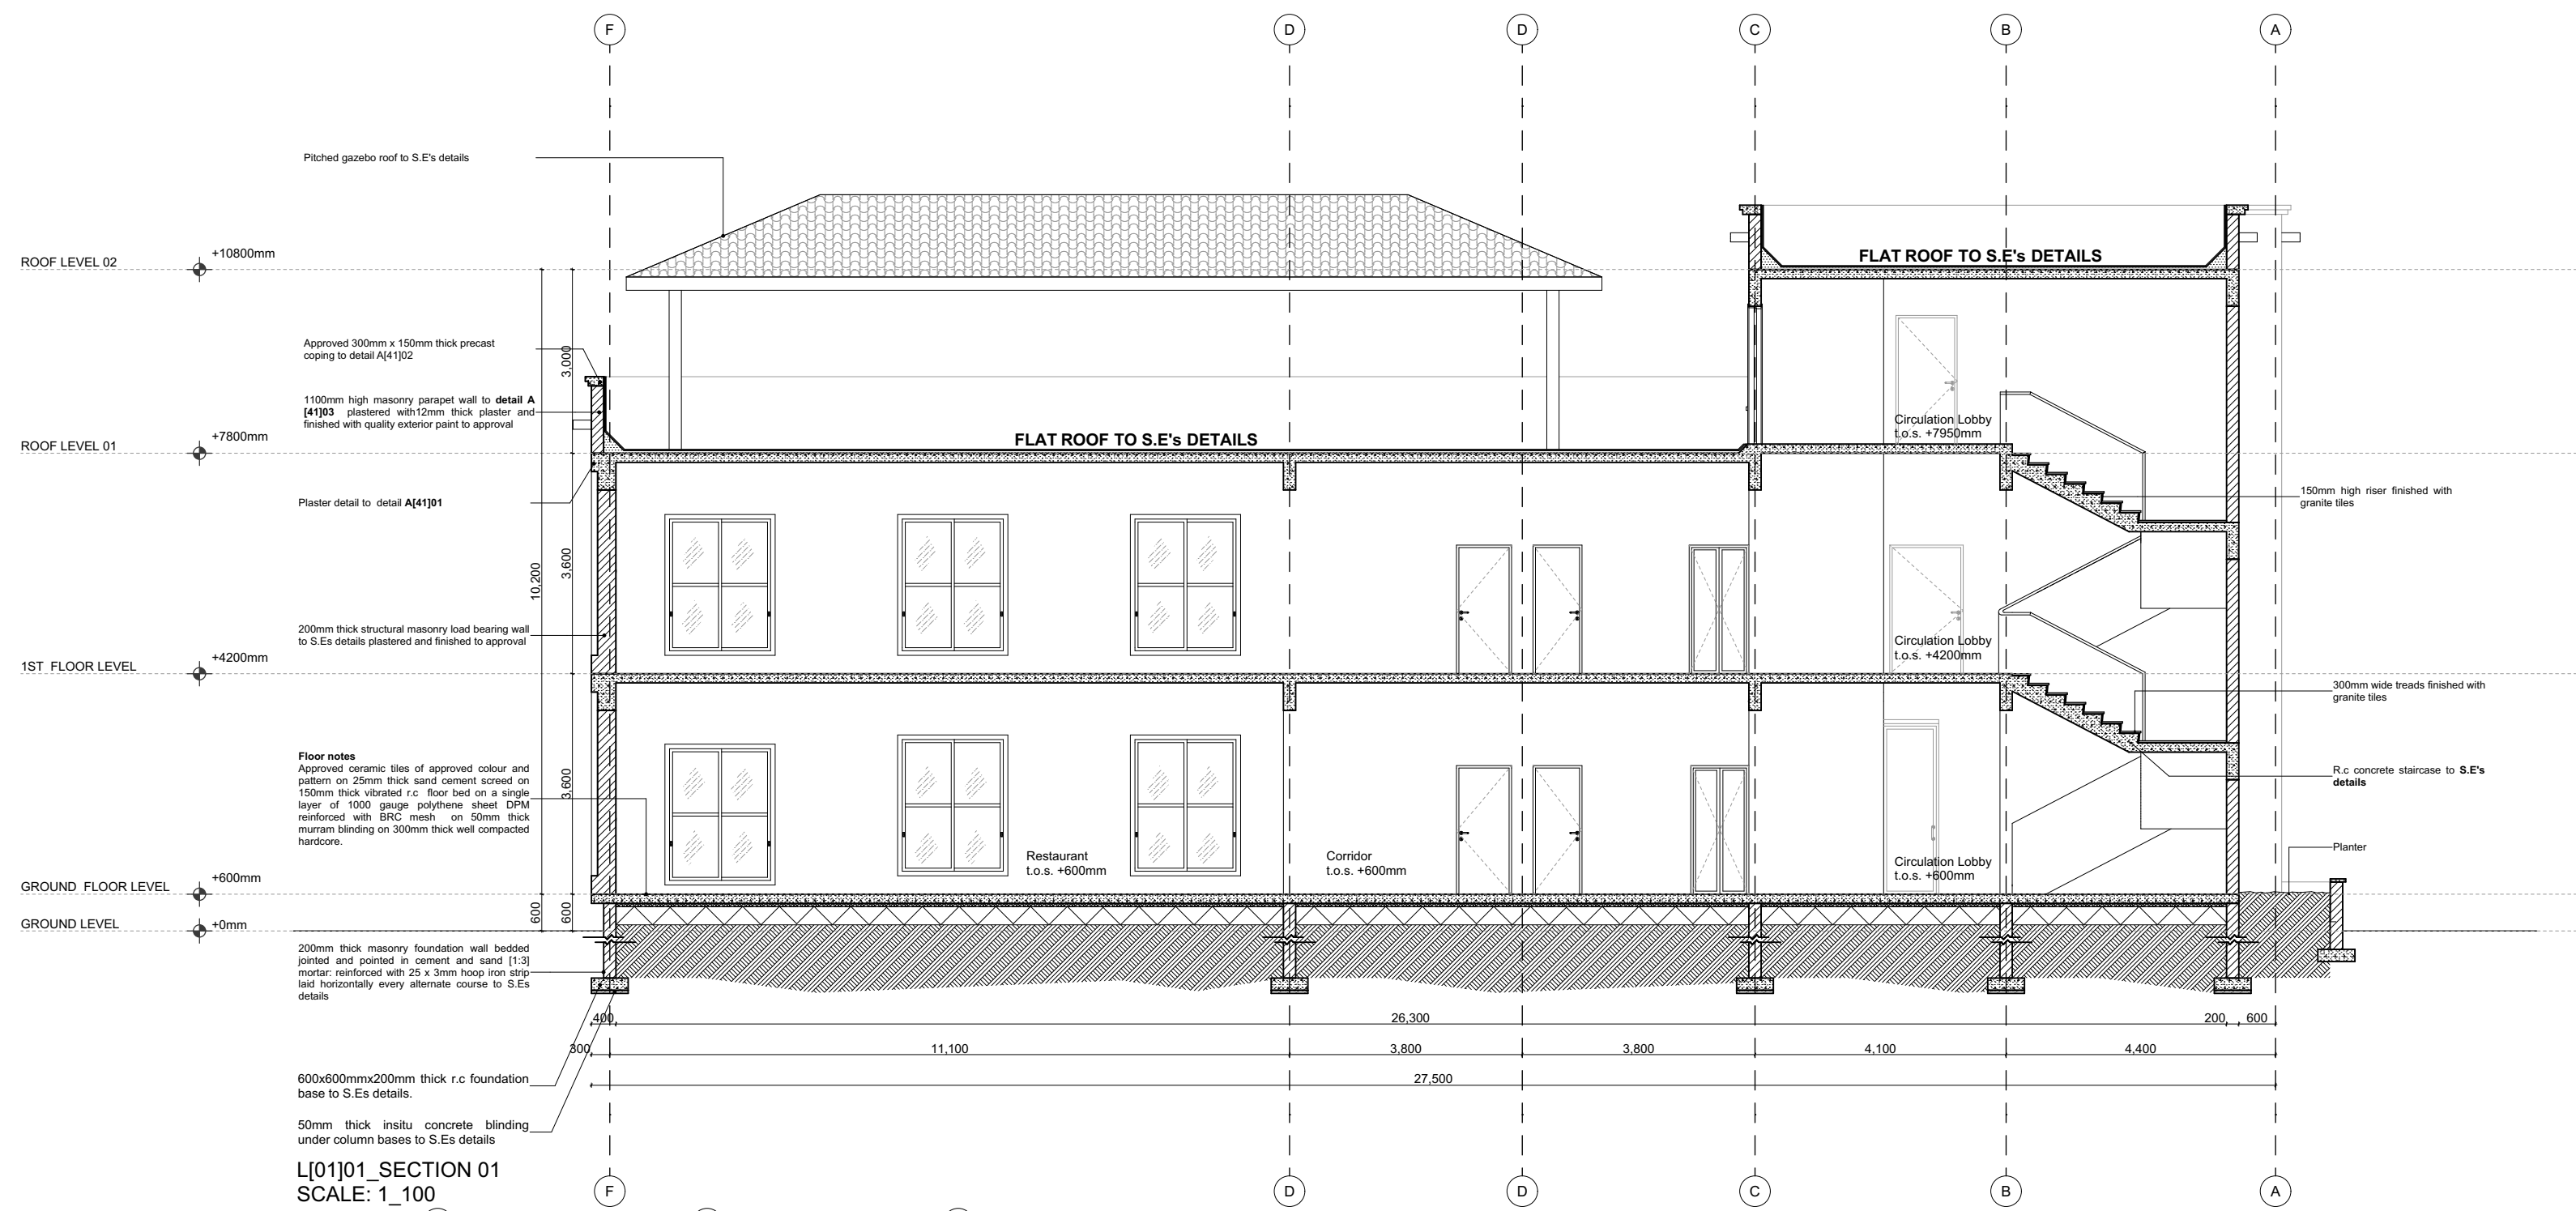 F D D C B A
Pitched gazebo roof to S.E's details
FLAT ROOF TO S.E's DETAILS
+10800mm
ROOF LEVEL 02
Approved 300mm x 150mm thick precast
coping to detail A[41]02
3,000
1100mm high masonry parapet wall to detail A
[41]03 plastered with12mm thick plaster and
finished with quality exterior paint to approval
Circulation Lobby
t.o.s. +7950mm
+7800mm
ROOF LEVEL 01
FLAT ROOF TO S.E's DETAILS
Plaster detail to detail A[41]01
150mm high riser finished with
granite tiles
3,600
10,200
200mm thick structural masonry load bearing wall
to S.Es details plastered and finished to approval
Circulation Lobby
t.o.s. +4200mm
+4200mm
1ST FLOOR LEVEL
300mm wide treads finished with
granite tiles
Floor notes
Approved ceramic tiles of approved colour and
pattern on 25mm thick sand cement screed on
150mm thick vibrated r.c floor bed on a single
layer of 1000 gauge polythene sheet DPM
reinforced with BRC mesh on 50mm thick
murram blinding on 300mm thick well compacted
hardcore.
3,600
R.c concrete staircase to S.E's
details
Planter
Restaurant
t.o.s. +600mm
Corridor
t.o.s. +600mm
Circulation Lobby
t.o.s. +600mm
+600mm
GROUND FLOOR LEVEL
600 600
GROUND LEVEL
+0mm
200mm thick masonry foundation wall bedded
jointed and pointed in cement and sand [1:3]
mortar: reinforced with 25 x 3mm hoop iron strip
laid horizontally every alternate course to S.Es
details
400 26,300 200 600
300 11,100 3,800 3,800 4,100 4,400
27,500
600x600mmx200mm thick r.c foundation
base to S.Es details.
50mm thick insitu concrete blinding
under column bases to S.Es details
L[01]01_SECTION 01
SCALE: 1_100
F D D C B A